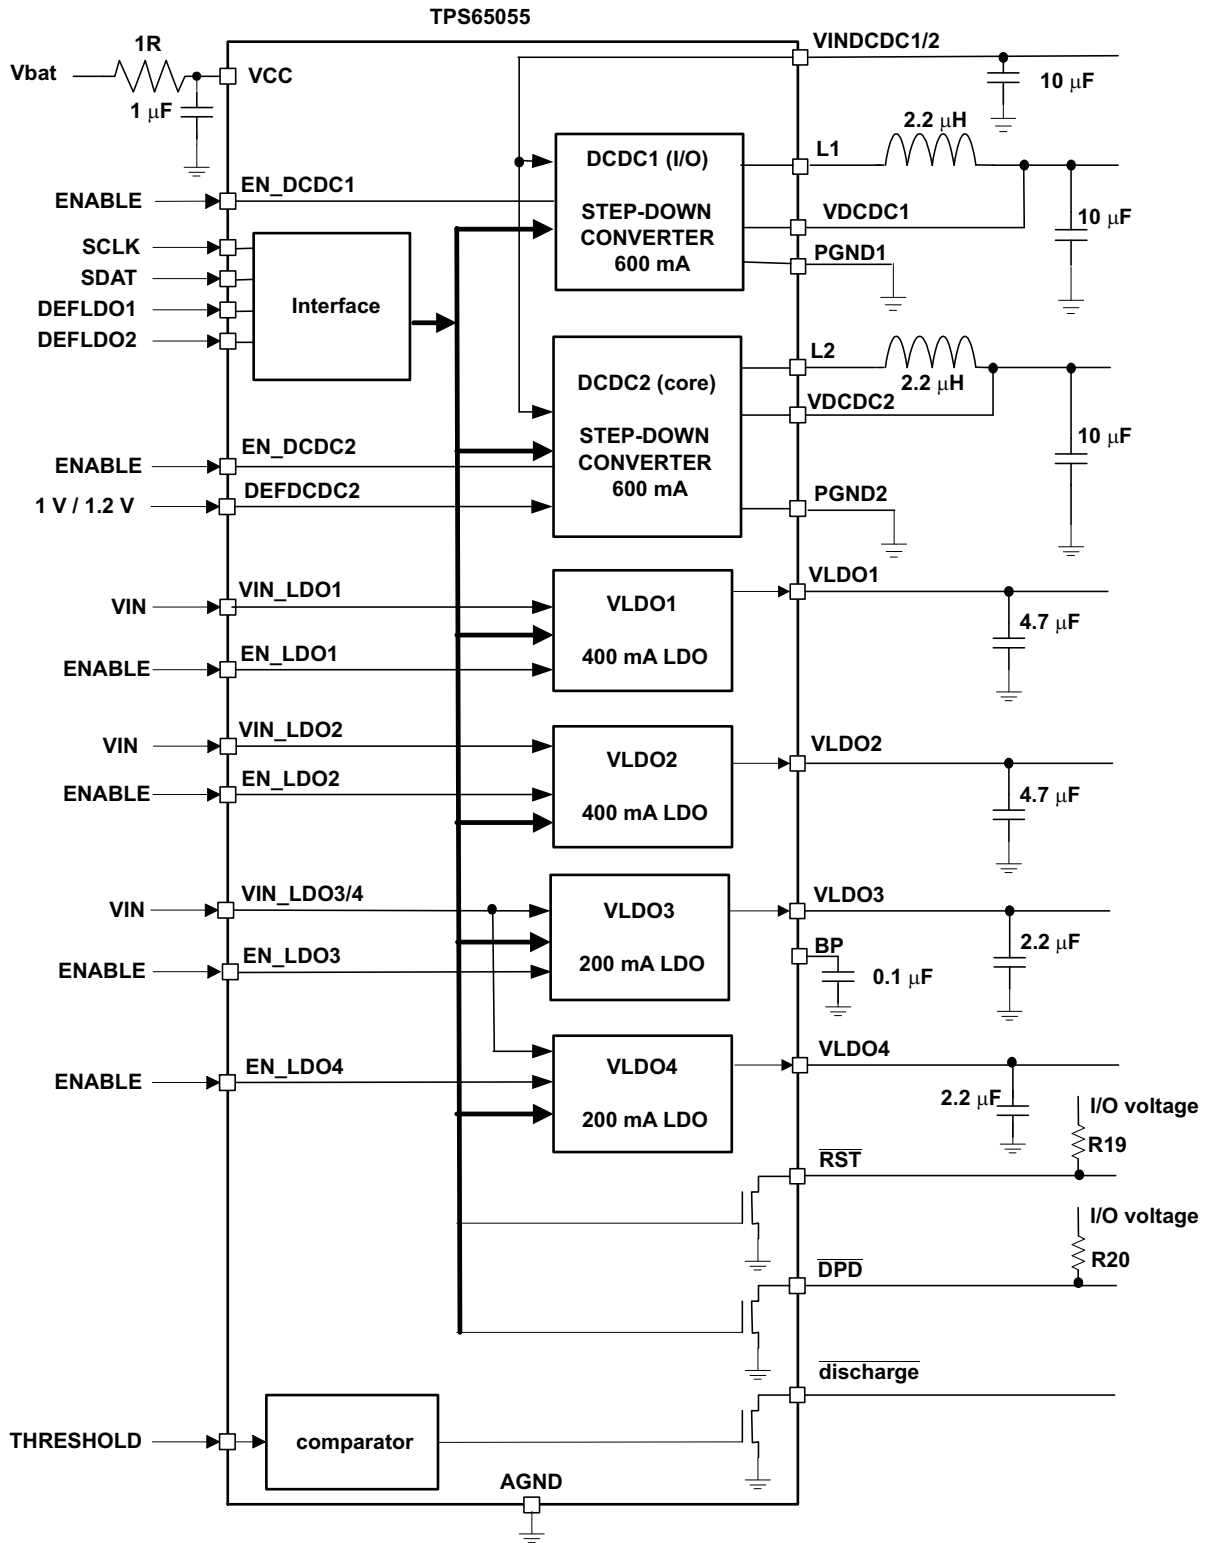 TPS65055
1R
Vbat
VCC
1 μF
VINDCDC1/2
10 μF
2.2 μH
L1
DCDC1 (I/O)
STEP-DOWN
CONVERTER
600 mA
ENABLE
EN_DCDC1
VDCDC1
10 μF
SCLK
SDAT
DEFLDO1
DEFLDO2
Interface
PGND1
L2
2.2 μH
DCDC2 (core)
STEP-DOWN
CONVERTER
600 mA
VDCDC2
10 μF
ENABLE
EN_DCDC2
1 V / 1.2 V
DEFDCDC2
PGND2
VIN
VIN_LDO1
VLDO1
400 mA LDO
VLDO1
4.7 μF
ENABLE
EN_LDO1
VIN
VIN_LDO2
VLDO2
400 mA LDO
VLDO2
4.7 μF
ENABLE
EN_LDO2
VIN
VIN_LDO3/4
VLDO3
200 mA LDO
VLDO3
2.2 μF
ENABLE
EN_LDO3
BP
0.1 μF
ENABLE
EN_LDO4
VLDO4
200 mA LDO
VLDO4
2.2 μF
I/O voltage
R19
RST
I/O voltage
R20
DPD
discharge
THRESHOLD
comparator
AGND